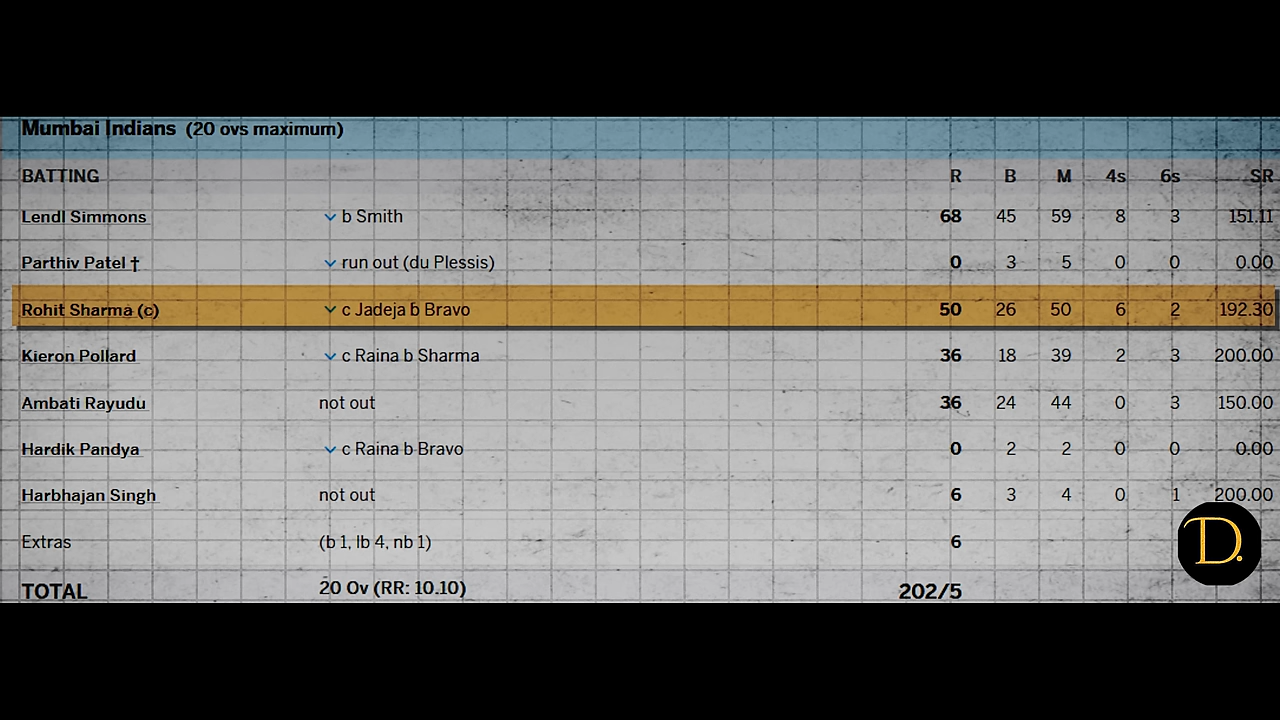 Mumbai Indians (20 ovs maximum)
BATTING R B M 4s 6s SR
Lendl Simmons b Smith 68 45 59 8 3 151.11
Parthiv Patel † run out (du Plessis) 0 3 5 0 0 0.00
Rohit Sharma (c) c Jadeja b Bravo 50 26 50 6 2 192.30
Kieron Pollard c Raina b Sharma 36 18 39 2 3 200.00
Ambati Rayudu not out 36 24 44 0 3 150.00
Hardik Pandya c Raina b Bravo 0 2 2 0 0 0.00
Harbhajan Singh not out 6 3 4 0 1 200.00
Extras (b 1, lb 4, nb 1) 6
TOTAL 20 Ov (RR: 10.10) 202/5
D.